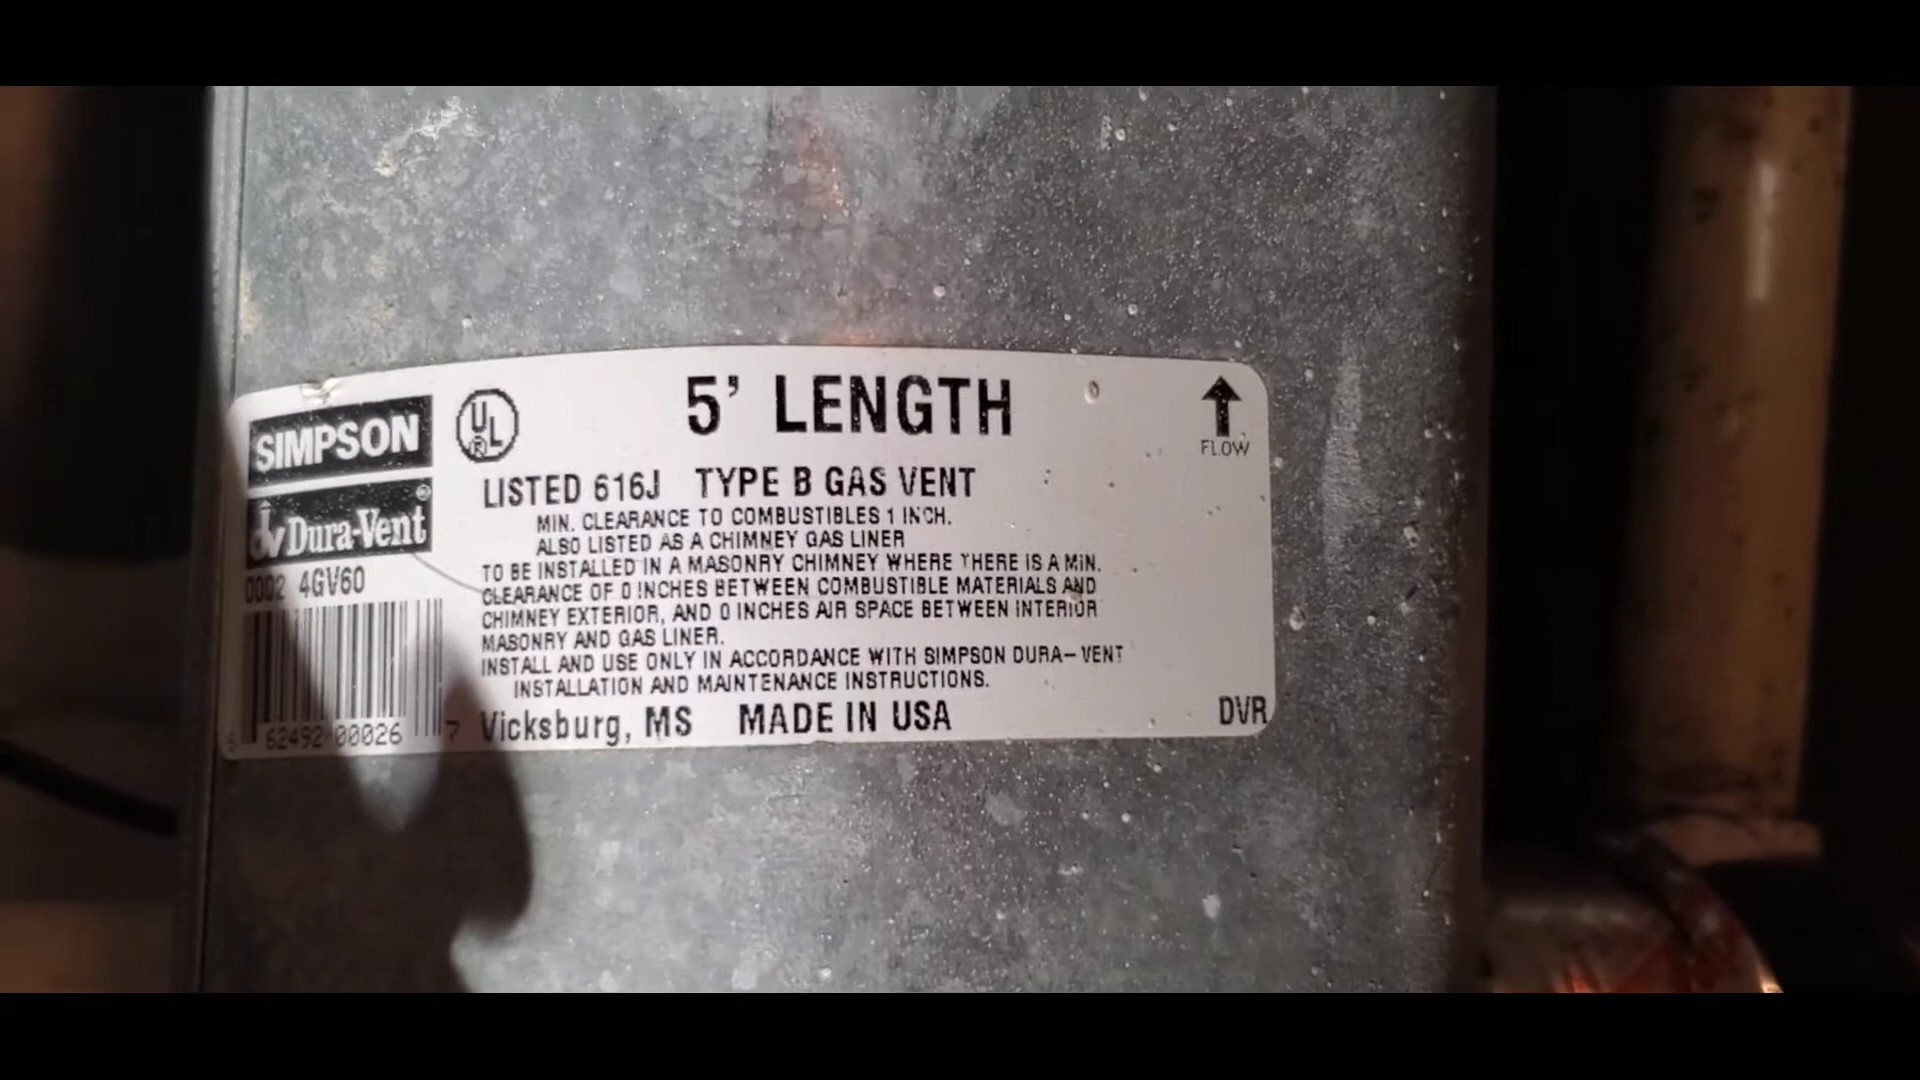 SIMPSON
Dura-Vent®
0002 4GV60
62492 00026 7
UL®
5' LENGTH
FLOW
LISTED 616J TYPE B GAS VENT
MIN. CLEARANCE TO COMBUSTIBLES 1 INCH.
ALSO LISTED AS A CHIMNEY GAS LINER
TO BE INSTALLED IN A MASONRY CHIMNEY WHERE THERE IS A MIN.
CLEARANCE OF 0 INCHES BETWEEN COMBUSTIBLE MATERIALS AND
CHIMNEY EXTERIOR, AND 0 INCHES AIR SPACE BETWEEN INTERIOR
MASONRY AND GAS LINER.
INSTALL AND USE ONLY IN ACCORDANCE WITH SIMPSON DURA-VENT
INSTALLATION AND MAINTENANCE INSTRUCTIONS.
Vicksburg, MS MADE IN USA
DVR